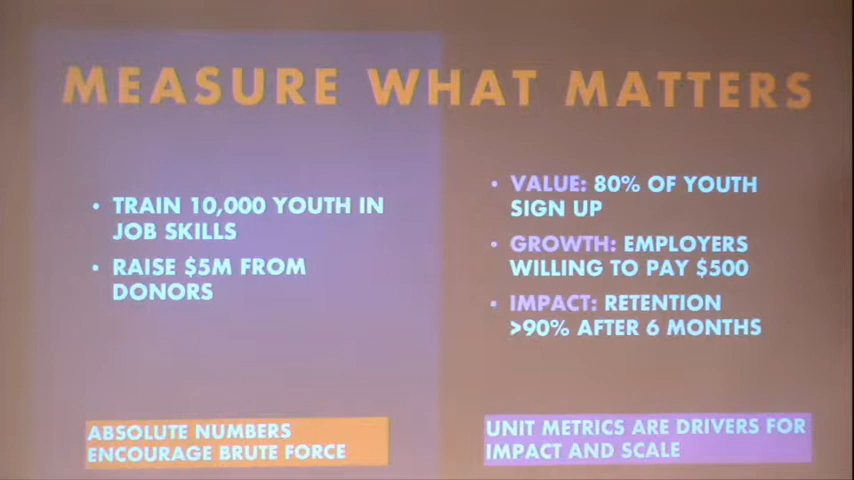 MEASURE WHAT MATTERS
• TRAIN 10,000 YOUTH IN
JOB SKILLS
• RAISE $5M FROM
DONORS
ABSOLUTE NUMBERS
ENCOURAGE BRUTE FORCE
• VALUE: 80% OF YOUTH
SIGN UP
• GROWTH: EMPLOYERS
WILLING TO PAY $500
• IMPACT: RETENTION
>90% AFTER 6 MONTHS
UNIT METRICS ARE DRIVERS FOR
IMPACT AND SCALE